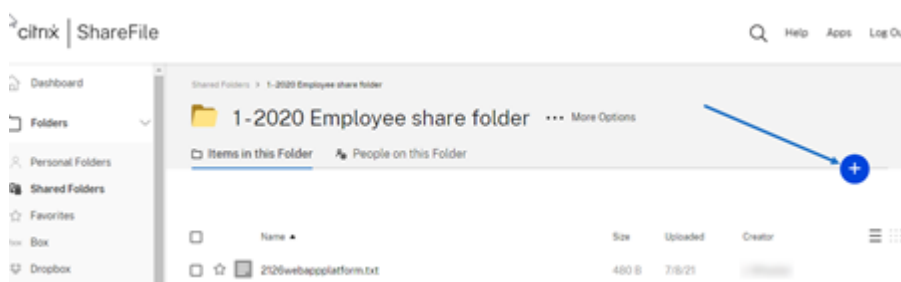 citrix | ShareFile
Help Apps Log Ou
Dashboard
Folders
Personal Folders
Shared Folders
Favorites
Box
Dropbox
Shared Folders > 1-2020 Employee share folder
1-2020 Employee share folder ••• More Options
Items in this Folder People on this Folder
+
Name ▲ Size Uploaded Creator
2126webappplatform.txt 480 B 7/8/21